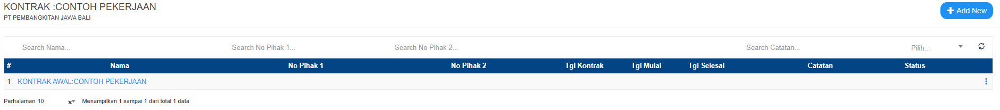 KONTRAK :CONTOH PEKERJAAN
PT PEMBANGKITAN JAWA BALI
Add New
Search Nama... Search No Pihak 1... Search No Pihak 2... Search Catatan... Pilih...
# Nama No Pihak 1 No Pihak 2 Tgl Kontrak Tgl Mulai Tgl Selesai Catatan Status
1 KONTRAK AWAL:CONTOH PEKERJAAN
Perhalaman 10 Menampilkan 1 sampai 1 dari total 1 data